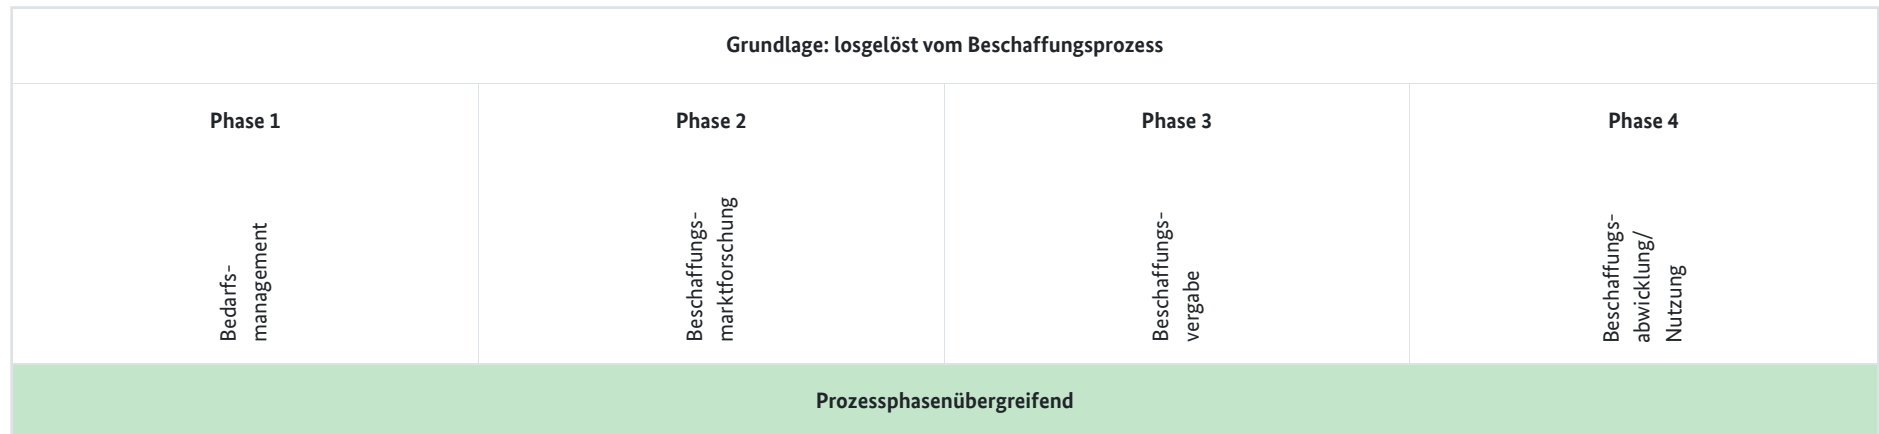 Grundlage: losgelöst vom Beschaffungsprozess
Phase 1
Bedarfs-
management
Phase 2
Beschaffungs-
marktforschung
Phase 3
Beschaffungs-
vergabe
Phase 4
Beschaffungs-
abwicklung/
Nutzung
Prozessphasenübergreifend